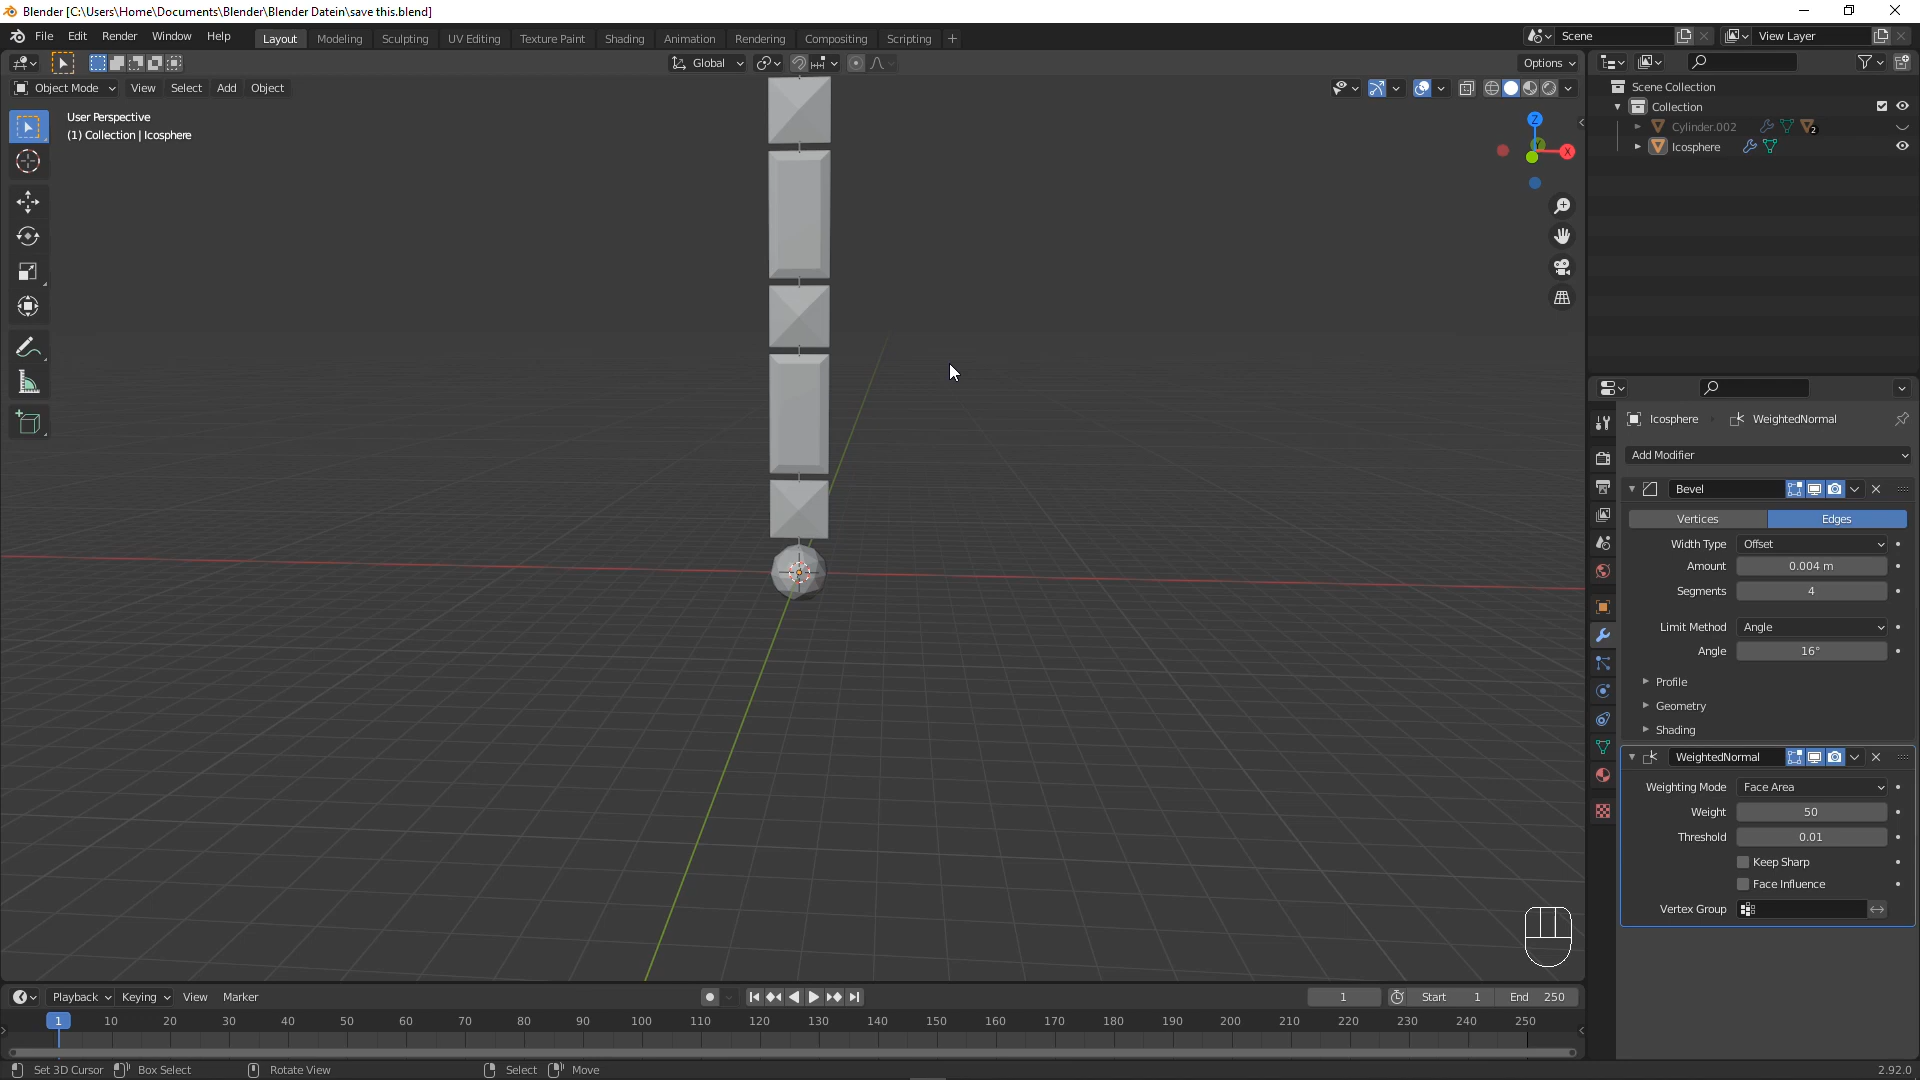 Blender [C:\Users\Home\Documents\Blender\Blender Datein\save this.blend]
File Edit Render Window Help
Layout Modeling Sculpting UV Editing Texture Paint Shading Animation Rendering Compositing Scripting +
Scene
View Layer
Global
Options
Object Mode View Select Add Object
User Perspective
(1) Collection | Icosphere
Z
X
Scene Collection
Collection
Cylinder.002
2
Icosphere
Icosphere WeightedNormal
Add Modifier
Bevel
Vertices Edges
Width Type Offset
Amount 0.004 m
Segments 4
Limit Method Angle
Angle 16°
Profile
Geometry
Shading
WeightedNormal
Weighting Mode Face Area
Weight 50
Threshold 0.01
Keep Sharp
Face Influence
Vertex Group
Playback Keying View Marker
1
Start 1
End 250
1 10 20 30 40 50 60 70 80 90 100 110 120 130 140 150 160 170 180 190 200 210 220 230 240 250
Set 3D Cursor Box Select Rotate View Select Move
2.92.0